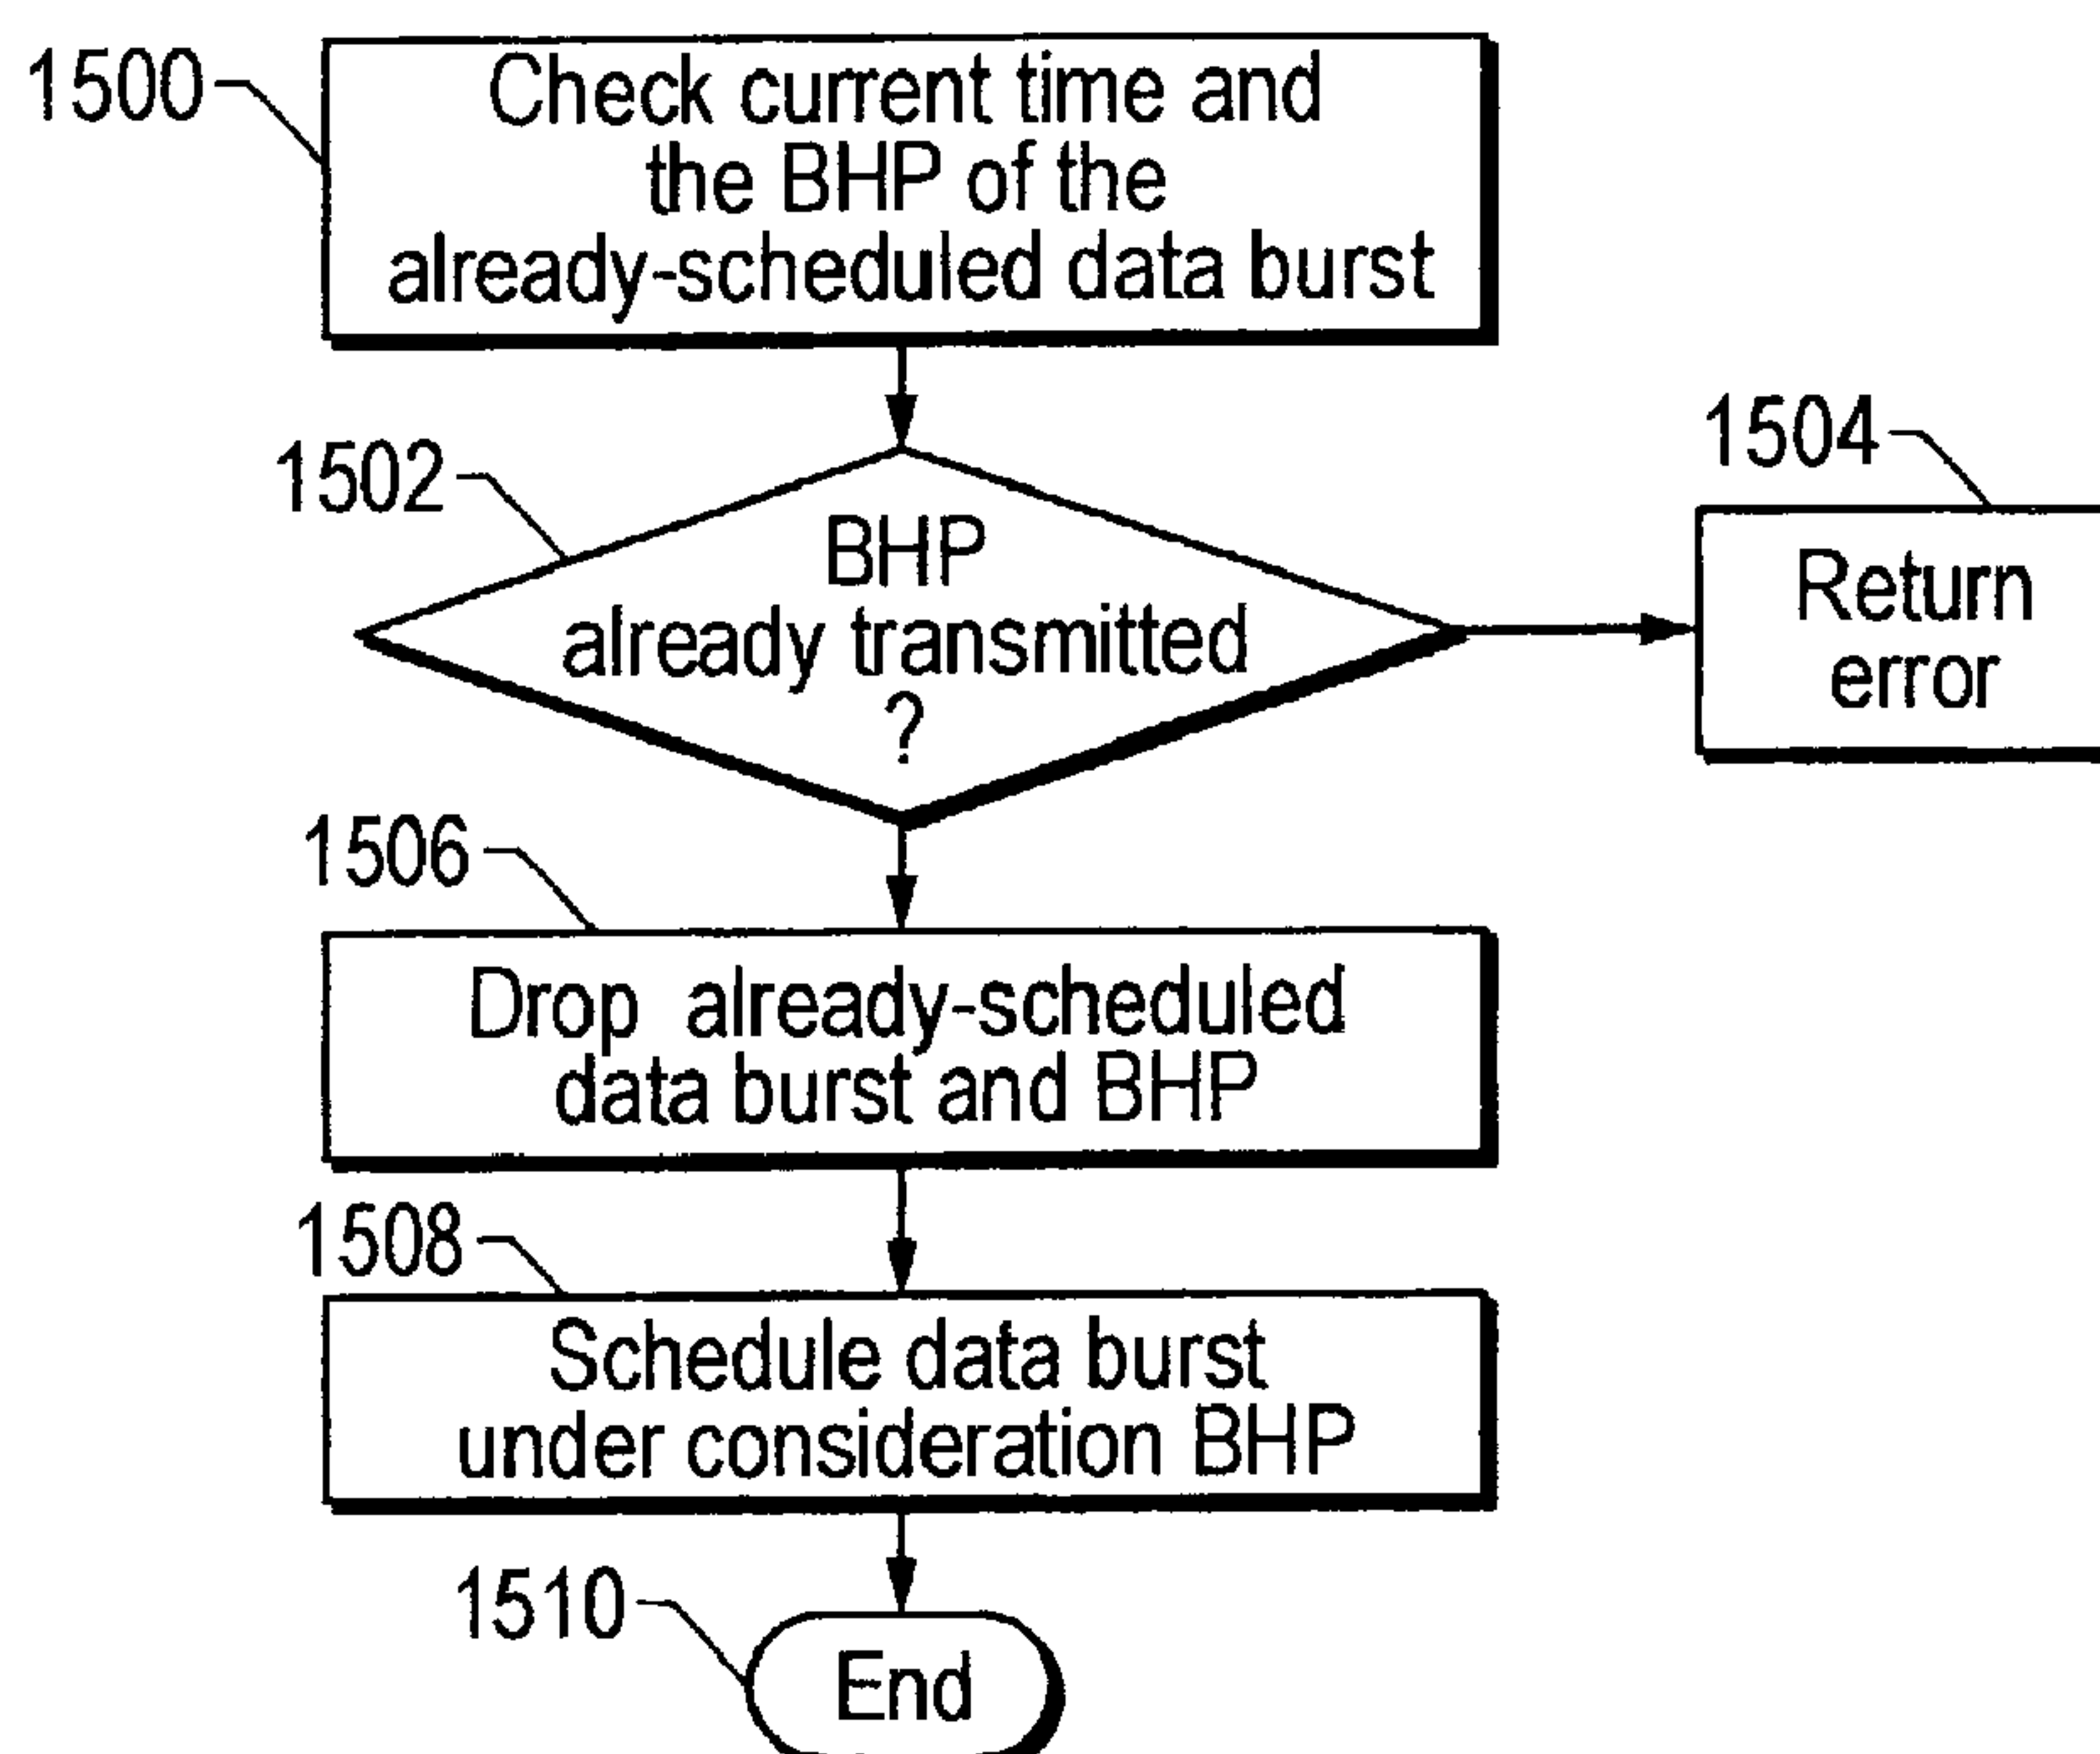 1500
Check current time and
the BHP of the
already-scheduled data burst
1502
BHP
already transmitted
?
1504
Return
error
1506
Drop already-scheduled
data burst and BHP
1508
Schedule data burst
under consideration BHP
1510
End